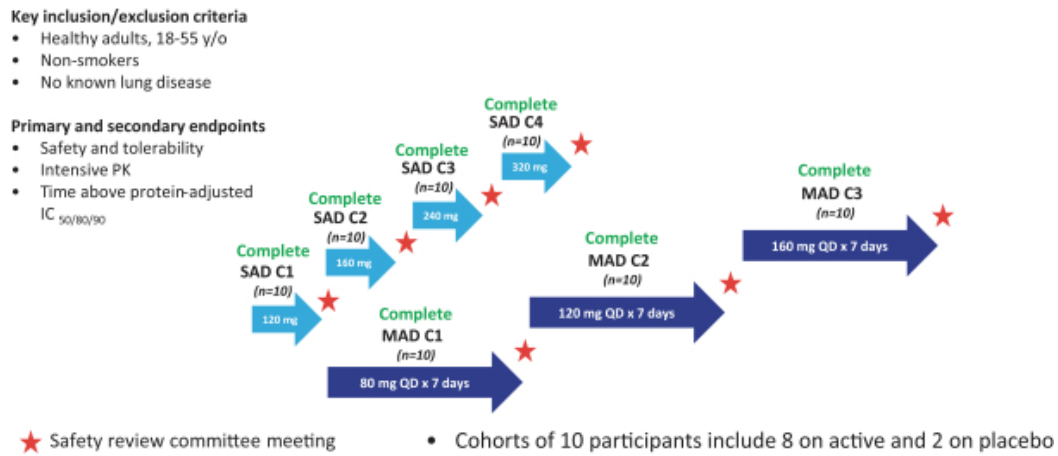 Key inclusion/exclusion criteria
• Healthy adults, 18-55 y/o
• Non-smokers
• No known lung disease
Primary and secondary endpoints
• Safety and tolerability
• Intensive PK
• Time above protein-adjusted
IC 50/80/90
Complete
SAD C1
(n=10)
120 mg
Complete
SAD C2
(n=10)
160 mg
Complete
SAD C3
(n=10)
240 mg
Complete
SAD C4
(n=10)
320 mg
Complete
MAD C1
(n=10)
80 mg QD x 7 days
Complete
MAD C2
(n=10)
120 mg QD x 7 days
Complete
MAD C3
(n=10)
160 mg QD x 7 days
Safety review committee meeting
• Cohorts of 10 participants include 8 on active and 2 on placebo